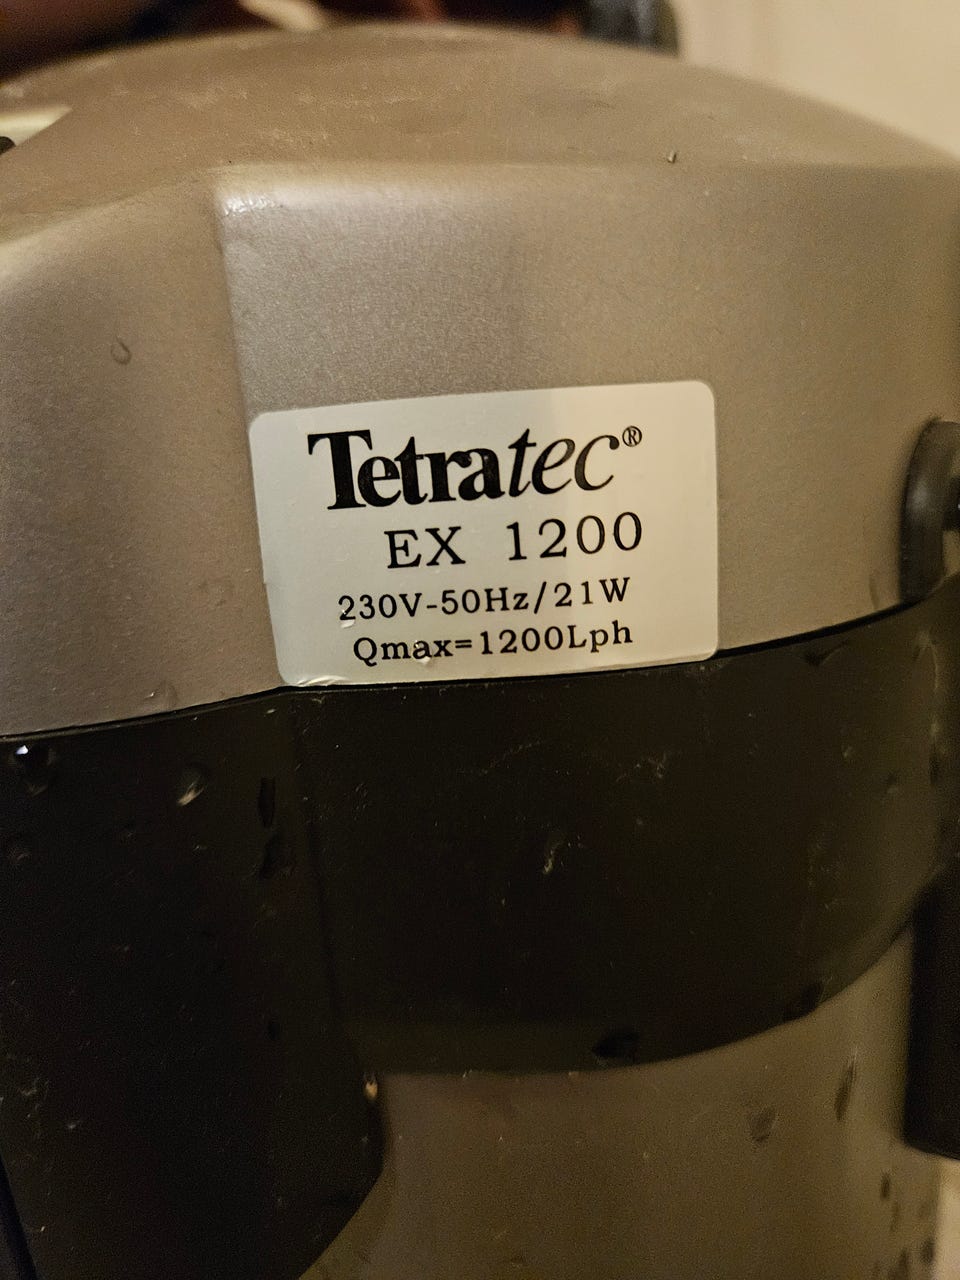 Tetratec®
EX 1200
230V-50Hz/21W
Qmax=1200Lph